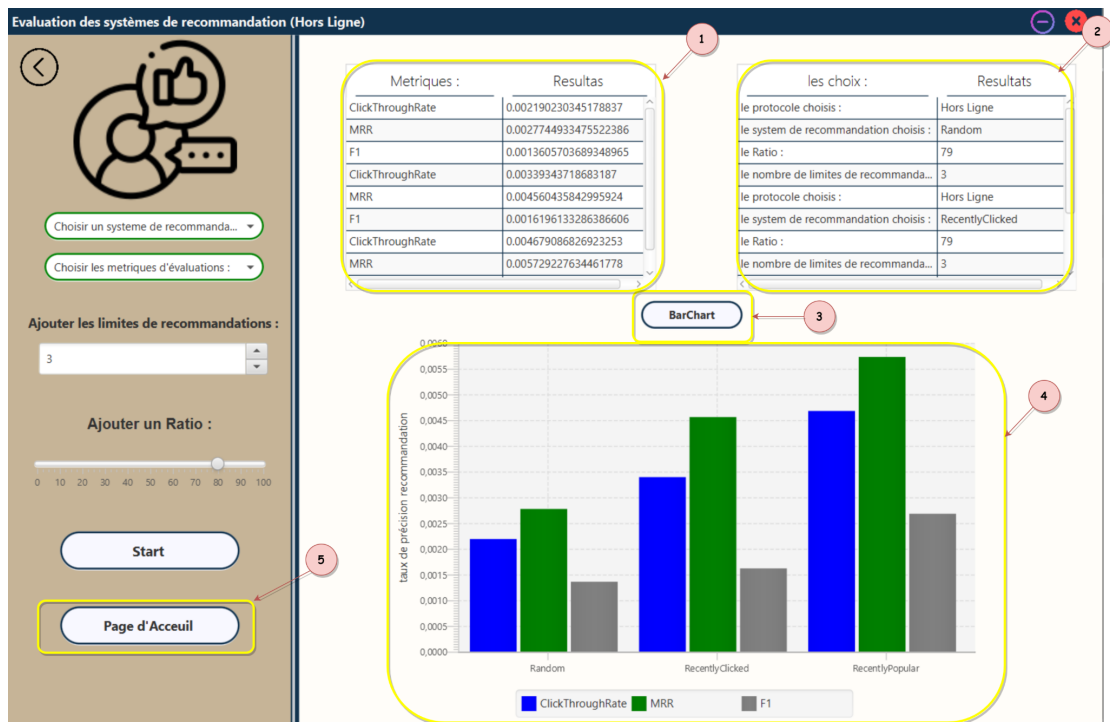 Evaluation des systèmes de recommandation (Hors Ligne)
1
2
Metriques : Resultas
ClickThroughRate 0.002190230345178837
MRR 0.0027744933475522386
F1 0.0013605703689348965
ClickThroughRate 0.00339343718683187
MRR 0.004560435842995924
F1 0.0016196133286386606
ClickThroughRate 0.004679086826923253
MRR 0.005729227634461778
les choix : Resultats
le protocole choisis : Hors Ligne
le system de recommandation choisis : Random
le Ratio : 79
le nombre de limites de recommanda... 3
le protocole choisis : Hors Ligne
le system de recommandation choisis : RecentlyClicked
le Ratio : 79
le nombre de limites de recommanda... 3
Choisir un systeme de recommanda...
Choisir les metriques d'évaluations :
Ajouter les limites de recommandations :
3
Ajouter un Ratio :
0 10 20 30 40 50 60 70 80 90 100
Start
5
Page d'Acceuil
BarChart
3
4
taux de précision recommandation
0,0060
0,0055
0,0050
0,0045
0,0040
0,0035
0,0030
0,0025
0,0020
0,0015
0,0010
0,0005
0,0000
Random RecentlyClicked RecentlyPopular
ClickThroughRate MRR F1